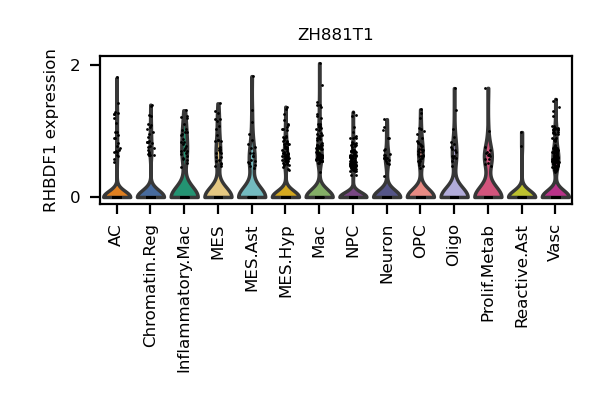 ZH881T1
RHBDF1 expression
2
0
AC
Chromatin.Reg
Inflammatory.Mac
MES
MES.Ast
MES.Hyp
Mac
NPC
Neuron
OPC
Oligo
Prolif.Metab
Reactive.Ast
Vasc